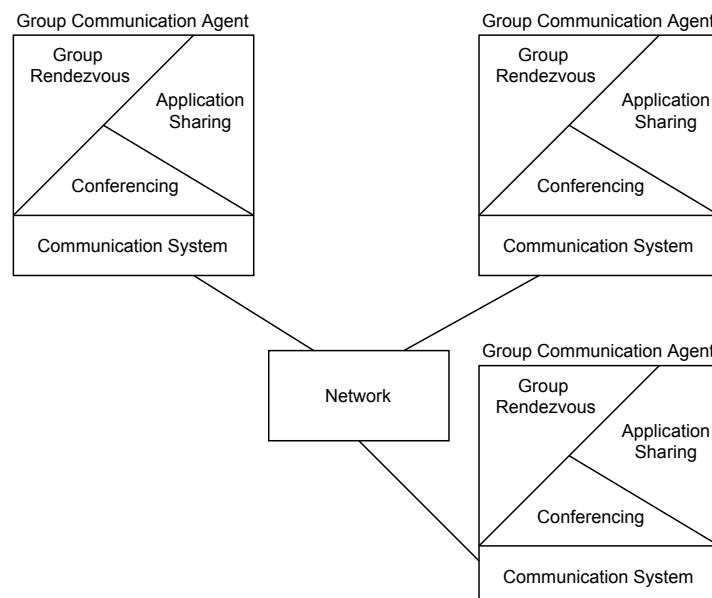 Group Communication Agent
Group
Rendezvous
Application
Sharing
Conferencing
Communication System
Group Communication Agent
Group
Rendezvous
Application
Sharing
Conferencing
Communication System
Network
Group Communication Agent
Group
Rendezvous
Application
Sharing
Conferencing
Communication System